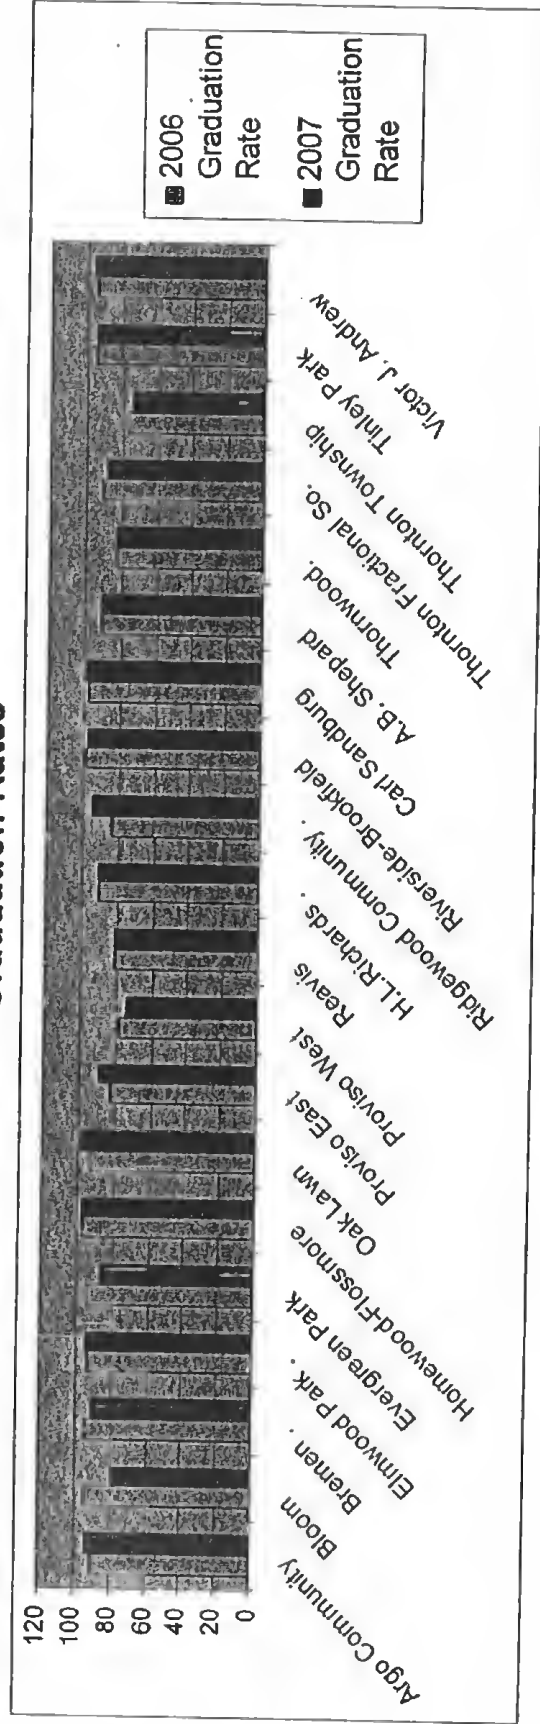 Graduation Rates
120
100
80
60
40
20
0
Argo Community
Bloom
Bremen
Elmwood Park
Evergreen Park
Homewood-Flossmore
Oak Lawn
Proviso East
Proviso West
Reavis
H.L.Richards
Ridgewood Community
Riverside-Brookfield
Carl Sandburg
A.B. Shepard
Thornwood
Thornton Fractional So.
Thornton Township
Tinley Park
Victor J. Andrew
2006
Graduation
Rate
2007
Graduation
Rate